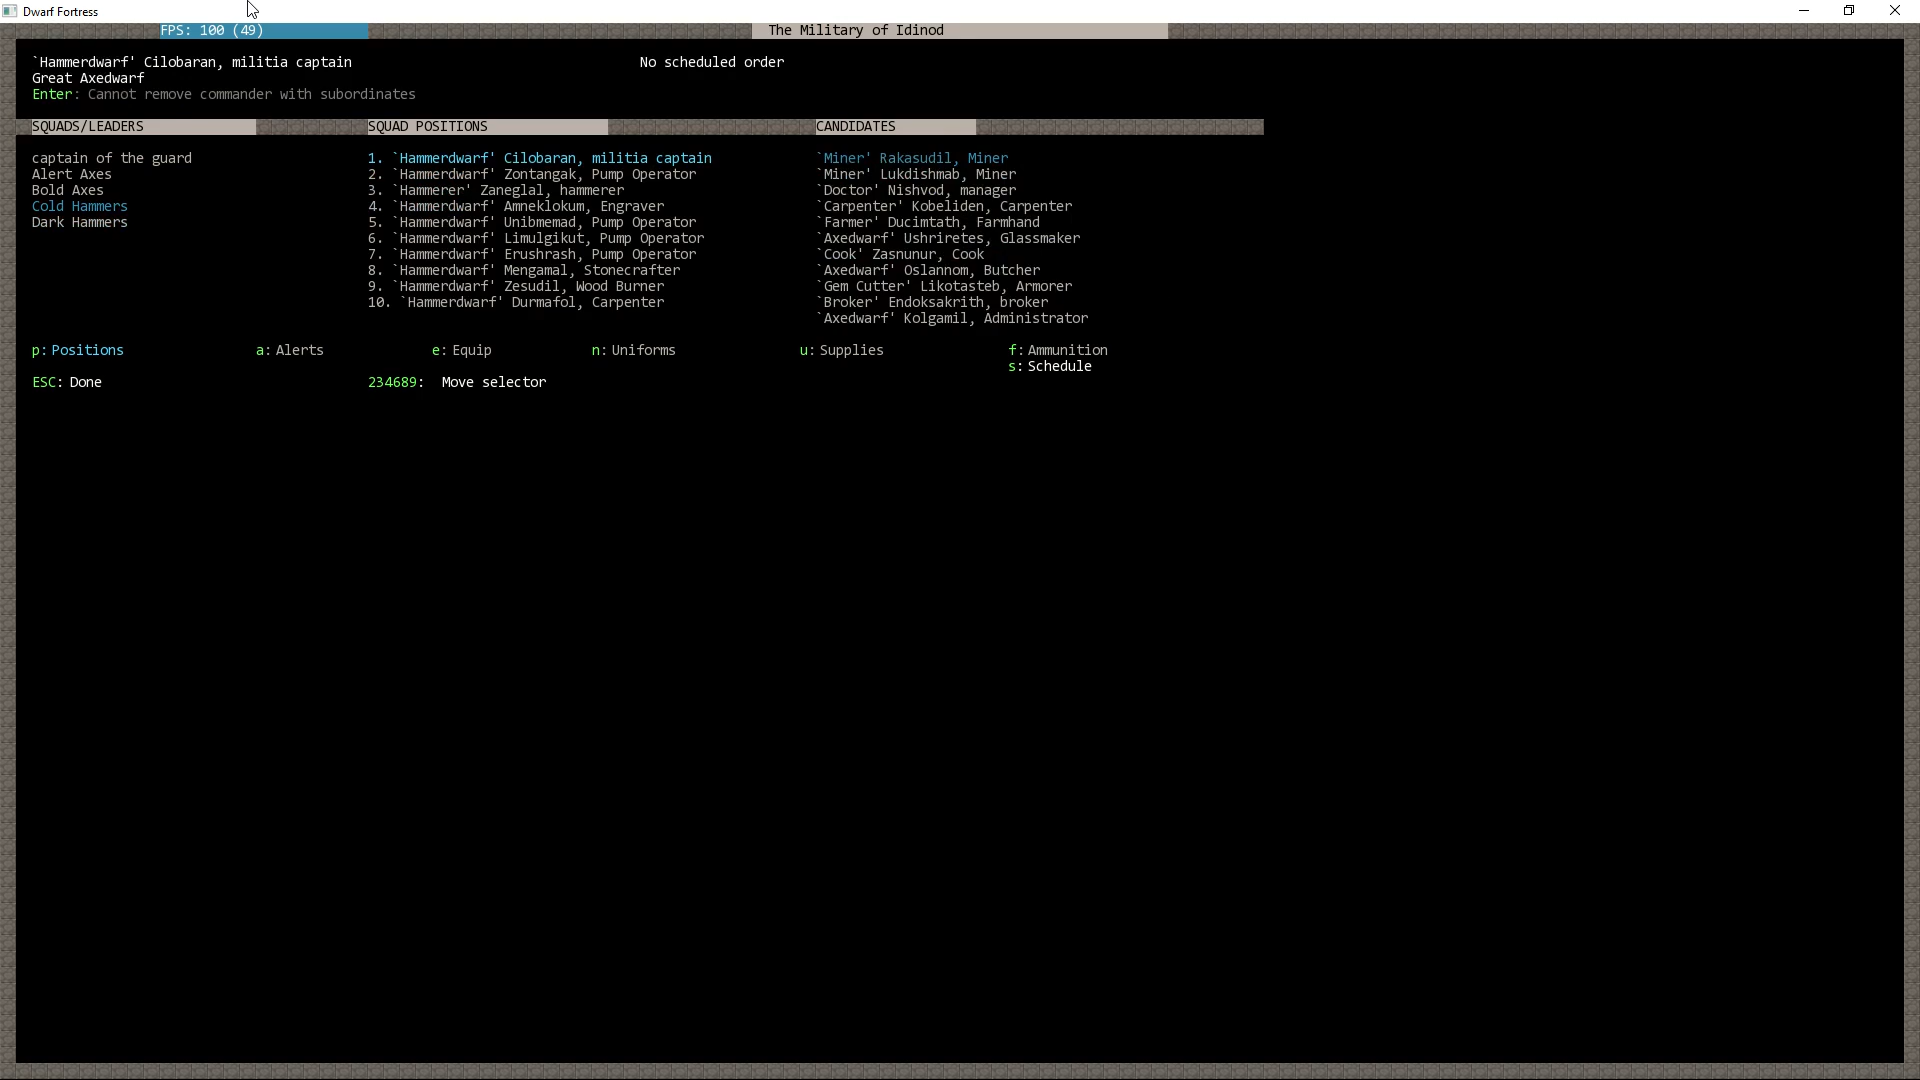 Dwarf Fortress
FPS: 100 (49)
The Military of Idinod
`Hammerdwarf' Cilobaran, militia captain
No scheduled order
Great Axedwarf
Enter: Cannot remove commander with subordinates
SQUADS/LEADERS
SQUAD POSITIONS
CANDIDATES
captain of the guard
Alert Axes
Bold Axes
Cold Hammers
Dark Hammers
1. `Hammerdwarf' Cilobaran, militia captain
2. `Hammerdwarf' Zontangak, Pump Operator
3. `Hammerer' Zaneglal, hammerer
4. `Hammerdwarf' Amneklokum, Engraver
5. `Hammerdwarf' Unibmemad, Pump Operator
6. `Hammerdwarf' Limulgikut, Pump Operator
7. `Hammerdwarf' Erushrash, Pump Operator
8. `Hammerdwarf' Mengamal, Stonecrafter
9. `Hammerdwarf' Zesudil, Wood Burner
10. `Hammerdwarf' Durmafol, Carpenter
`Miner' Rakasudil, Miner
`Miner' Lukdishmab, Miner
`Doctor' Nishvod, manager
`Carpenter' Kobeliden, Carpenter
`Farmer' Ducimtath, Farmhand
`Axedwarf' Ushriretes, Glassmaker
`Cook' Zasnunur, Cook
`Axedwarf' Oslannom, Butcher
`Gem Cutter' Likotasteb, Armorer
`Broker' Endoksakrith, broker
`Axedwarf' Kolgamil, Administrator
p: Positions
a: Alerts
e: Equip
n: Uniforms
u: Supplies
f: Ammunition
s: Schedule
ESC: Done
234689: Move selector